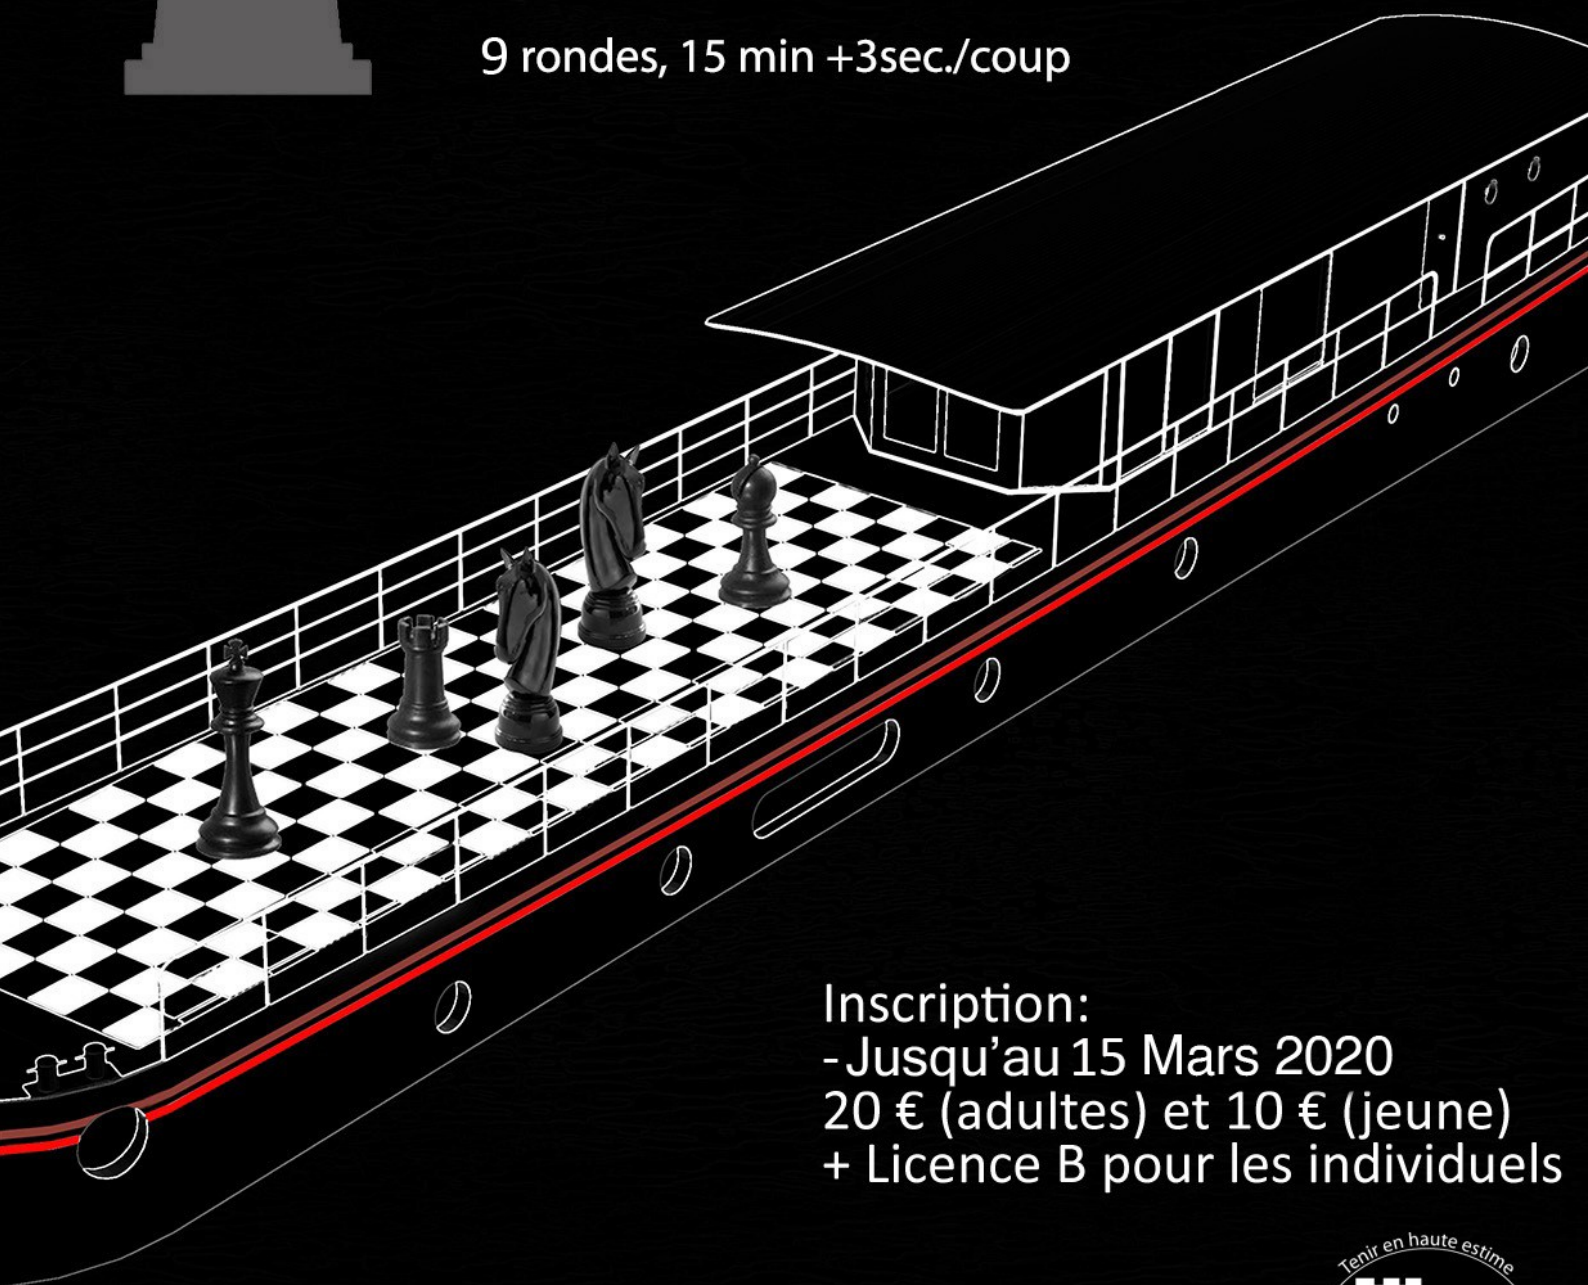 9 rondes, 15 min +3sec./coup
Inscription:
-Jusqu'au 15 Mars 2020
20 € (adultes) et 10 € (jeune)
+ Licence B pour les individuels
Tenir en haute estime